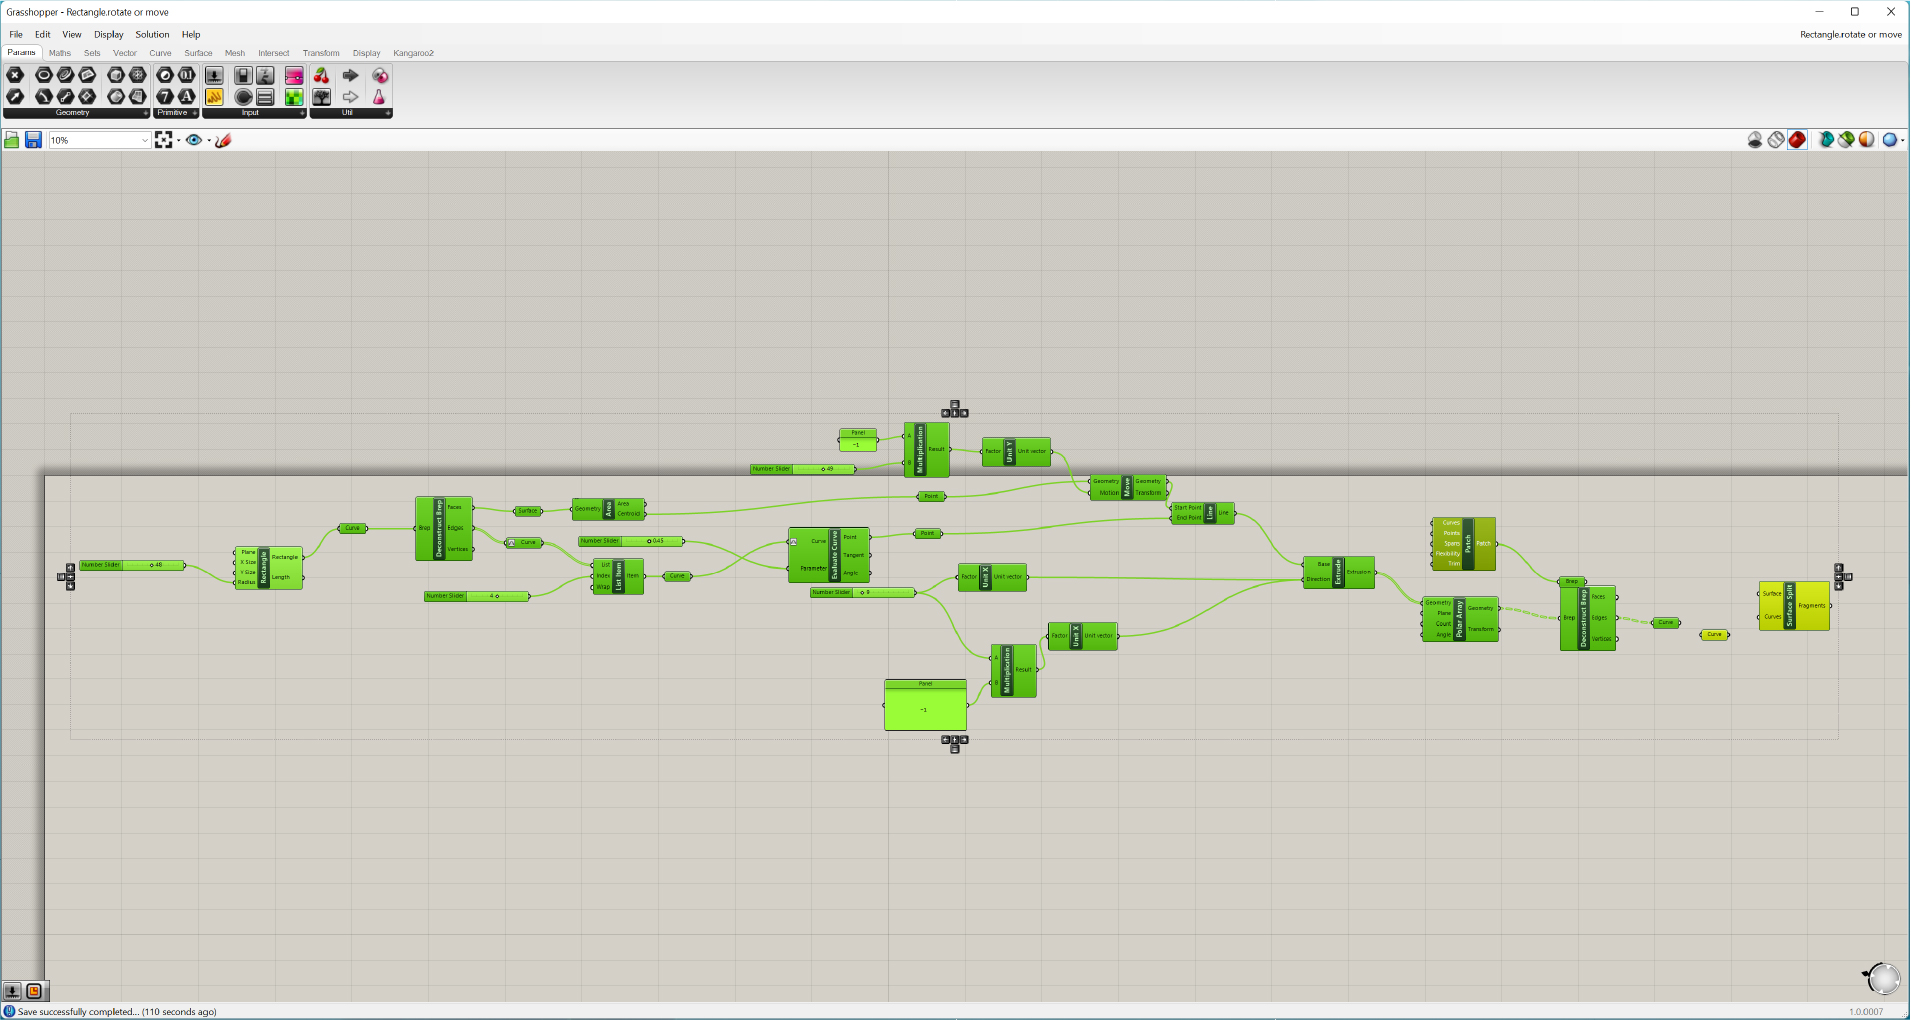 Grasshopper - Rectangle.rotate or move
File Edit View Display Solution Help
Rectangle.rotate or move
Params Maths Sets Vector Curve Surface Mesh Intersect Transform Display Kangaroo2
Geometry Primitive Input Util
10%
Number Slider 48
Plane
X Size
Y Size
Radius
Rectangle
Rectangle
Length
Curve
Brep
Deconstruct Brep
Faces
Edges
Vertices
Surface
Curve
Geometry
Area
Area
Centroid
Number Slider 4
List
Index
Wrap
List Item
Item
Curve
Number Slider 0.45
Curve
Parameter
Evaluate Curve
Point
Tangent
Angle
Panel
-1
Number Slider 49
A
B
Multiplication
Result
Factor
Unit Y
Unit vector
Point
Point
Geometry
Motion
Move
Geometry
Transform
Start Point
End Point
Line
Line
Number Slider 9
Factor
Unit X
Unit vector
Panel
-1
A
B
Multiplication
Result
Factor
Unit X
Unit vector
Base
Direction
Extrude
Extrusion
Curves
Points
Spans
Flexibility
Trim
Patch
Patch
Geometry
Plane
Count
Angle
Polar Array
Geometry
Transform
Brep
Brep
Deconstruct Brep
Faces
Edges
Vertices
Curve
Curve
Surface
Curves
Surface Split
Fragments
Save successfully completed... (110 seconds ago)
1.0.0007